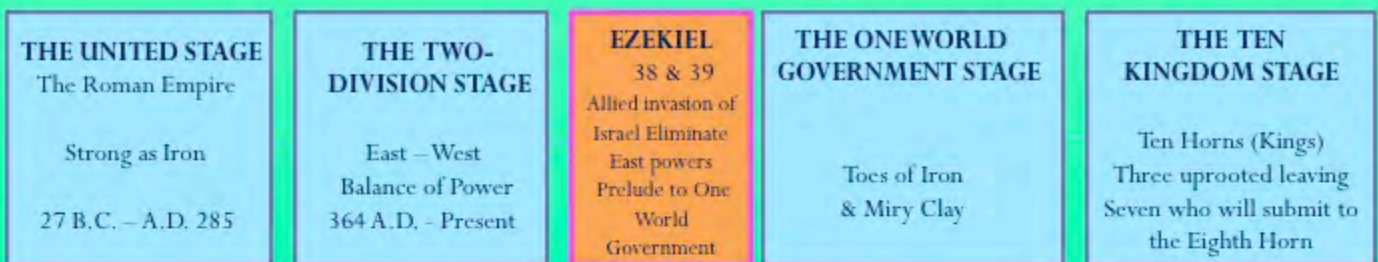 THE UNITED STAGE
The Roman Empire
Strong as Iron
27 B.C. – A.D. 285
THE TWO-
DIVISION STAGE
East – West
Balance of Power
364 A.D. - Present
EZEKIEL
38 & 39
Allied invasion of
Israel Eliminate
East powers
Prelude to One
World
Government
THE ONE WORLD
GOVERNMENT STAGE
Toes of Iron
& Miry Clay
THE TEN
KINGDOM STAGE
Ten Horns (Kings)
Three uprooted leaving
Seven who will submit to
the Eighth Horn